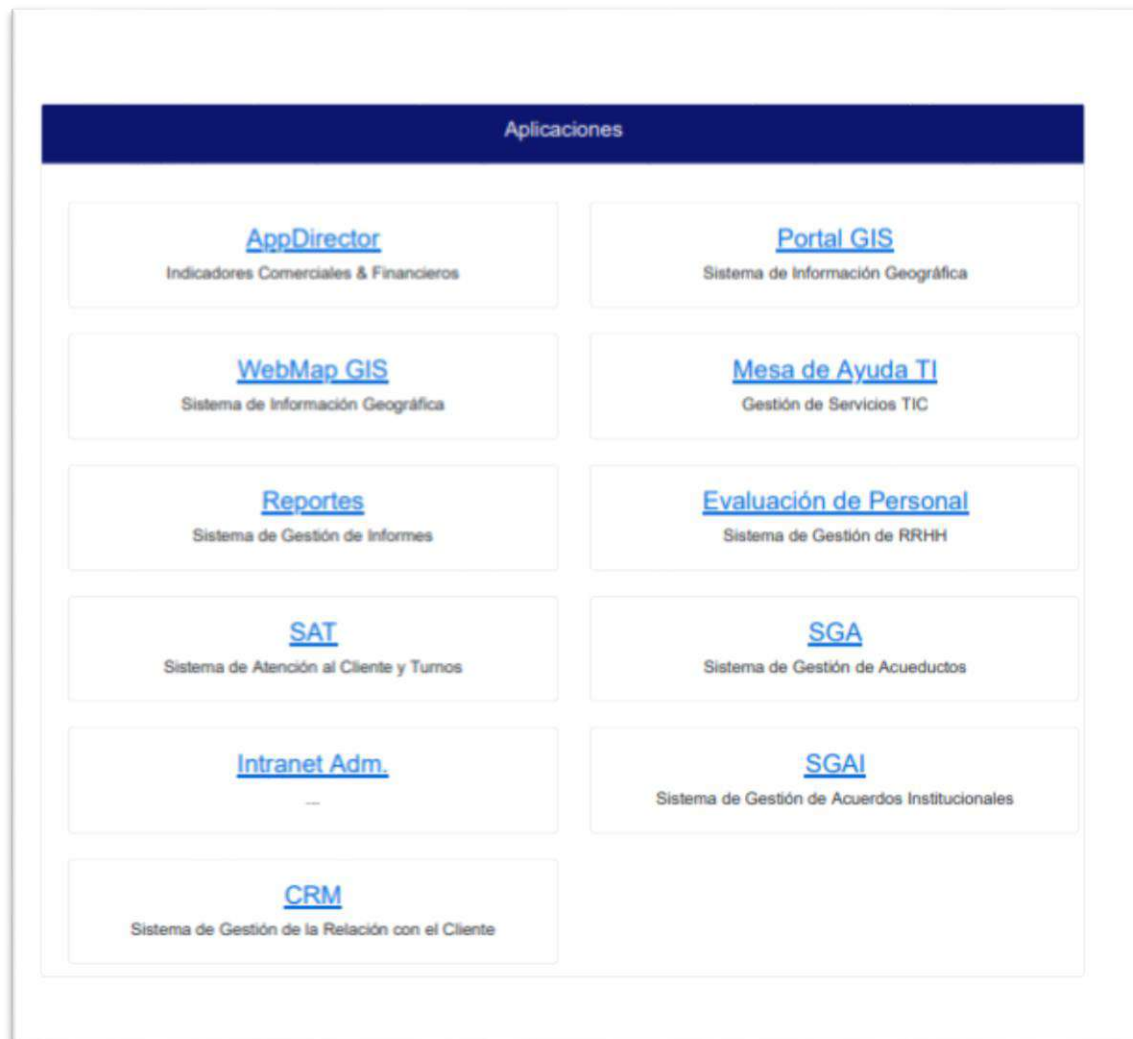 Aplicaciones
AppDirector
Indicadores Comerciales & Financieros
Portal GIS
Sistema de Información Geográfica
WebMap GIS
Sistema de Información Geográfica
Mesa de Ayuda TI
Gestión de Servicios TIC
Reportes
Sistema de Gestión de Informes
Evaluación de Personal
Sistema de Gestión de RRHH
SAT
Sistema de Atención al Cliente y Turnos
SGA
Sistema de Gestión de Acueductos
Intranet Adm.
---
SGAI
Sistema de Gestión de Acuerdos Institucionales
CRM
Sistema de Gestión de la Relación con el Cliente